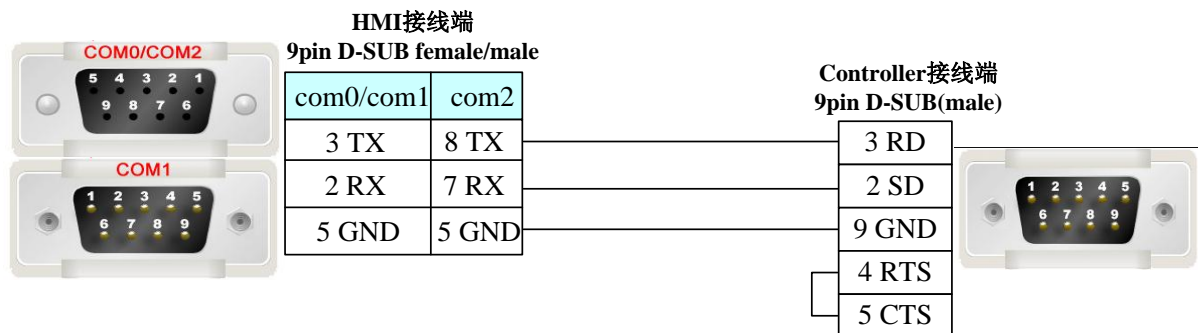 HMI接线端
9pin D-SUB female/male
COM0/COM2
5 4 3 2 1
9 8 7 6
COM1
1 2 3 4 5
6 7 8 9
com0/com1 com2
3 TX 8 TX
2 RX 7 RX
5 GND 5 GND
Controller接线端
9pin D-SUB(male)
3 RD
2 SD
9 GND
4 RTS
5 CTS
1 2 3 4 5
6 7 8 9